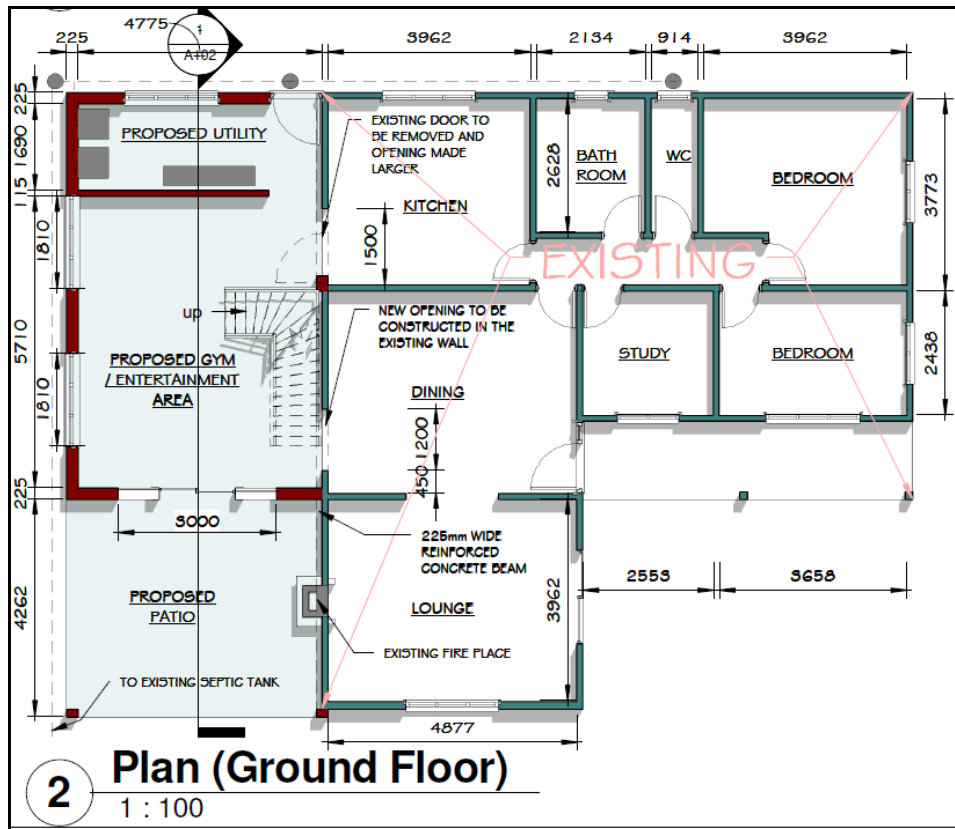 4775
1
A102
225
3962
2134
914
3962
225
1690
115
1810
5710
1810
225
4262
PROPOSED UTILITY
EXISTING DOOR TO
BE REMOVED AND
OPENING MADE
LARGER
2628
BATH
ROOM
WC
BEDROOM
3773
KITCHEN
1500
EXISTING
up
NEW OPENING TO BE
CONSTRUCTED IN THE
EXISTING WALL
PROPOSED GYM
/ ENTERTAINMENT
AREA
STUDY
BEDROOM
2438
DINING
1200
450
3000
225mm WIDE
REINFORCED
CONCRETE BEAM
2553
3658
PROPOSED
PATIO
LOUNGE
3962
EXISTING FIRE PLACE
TO EXISTING SEPTIC TANK
4877
2
Plan (Ground Floor)
1 : 100